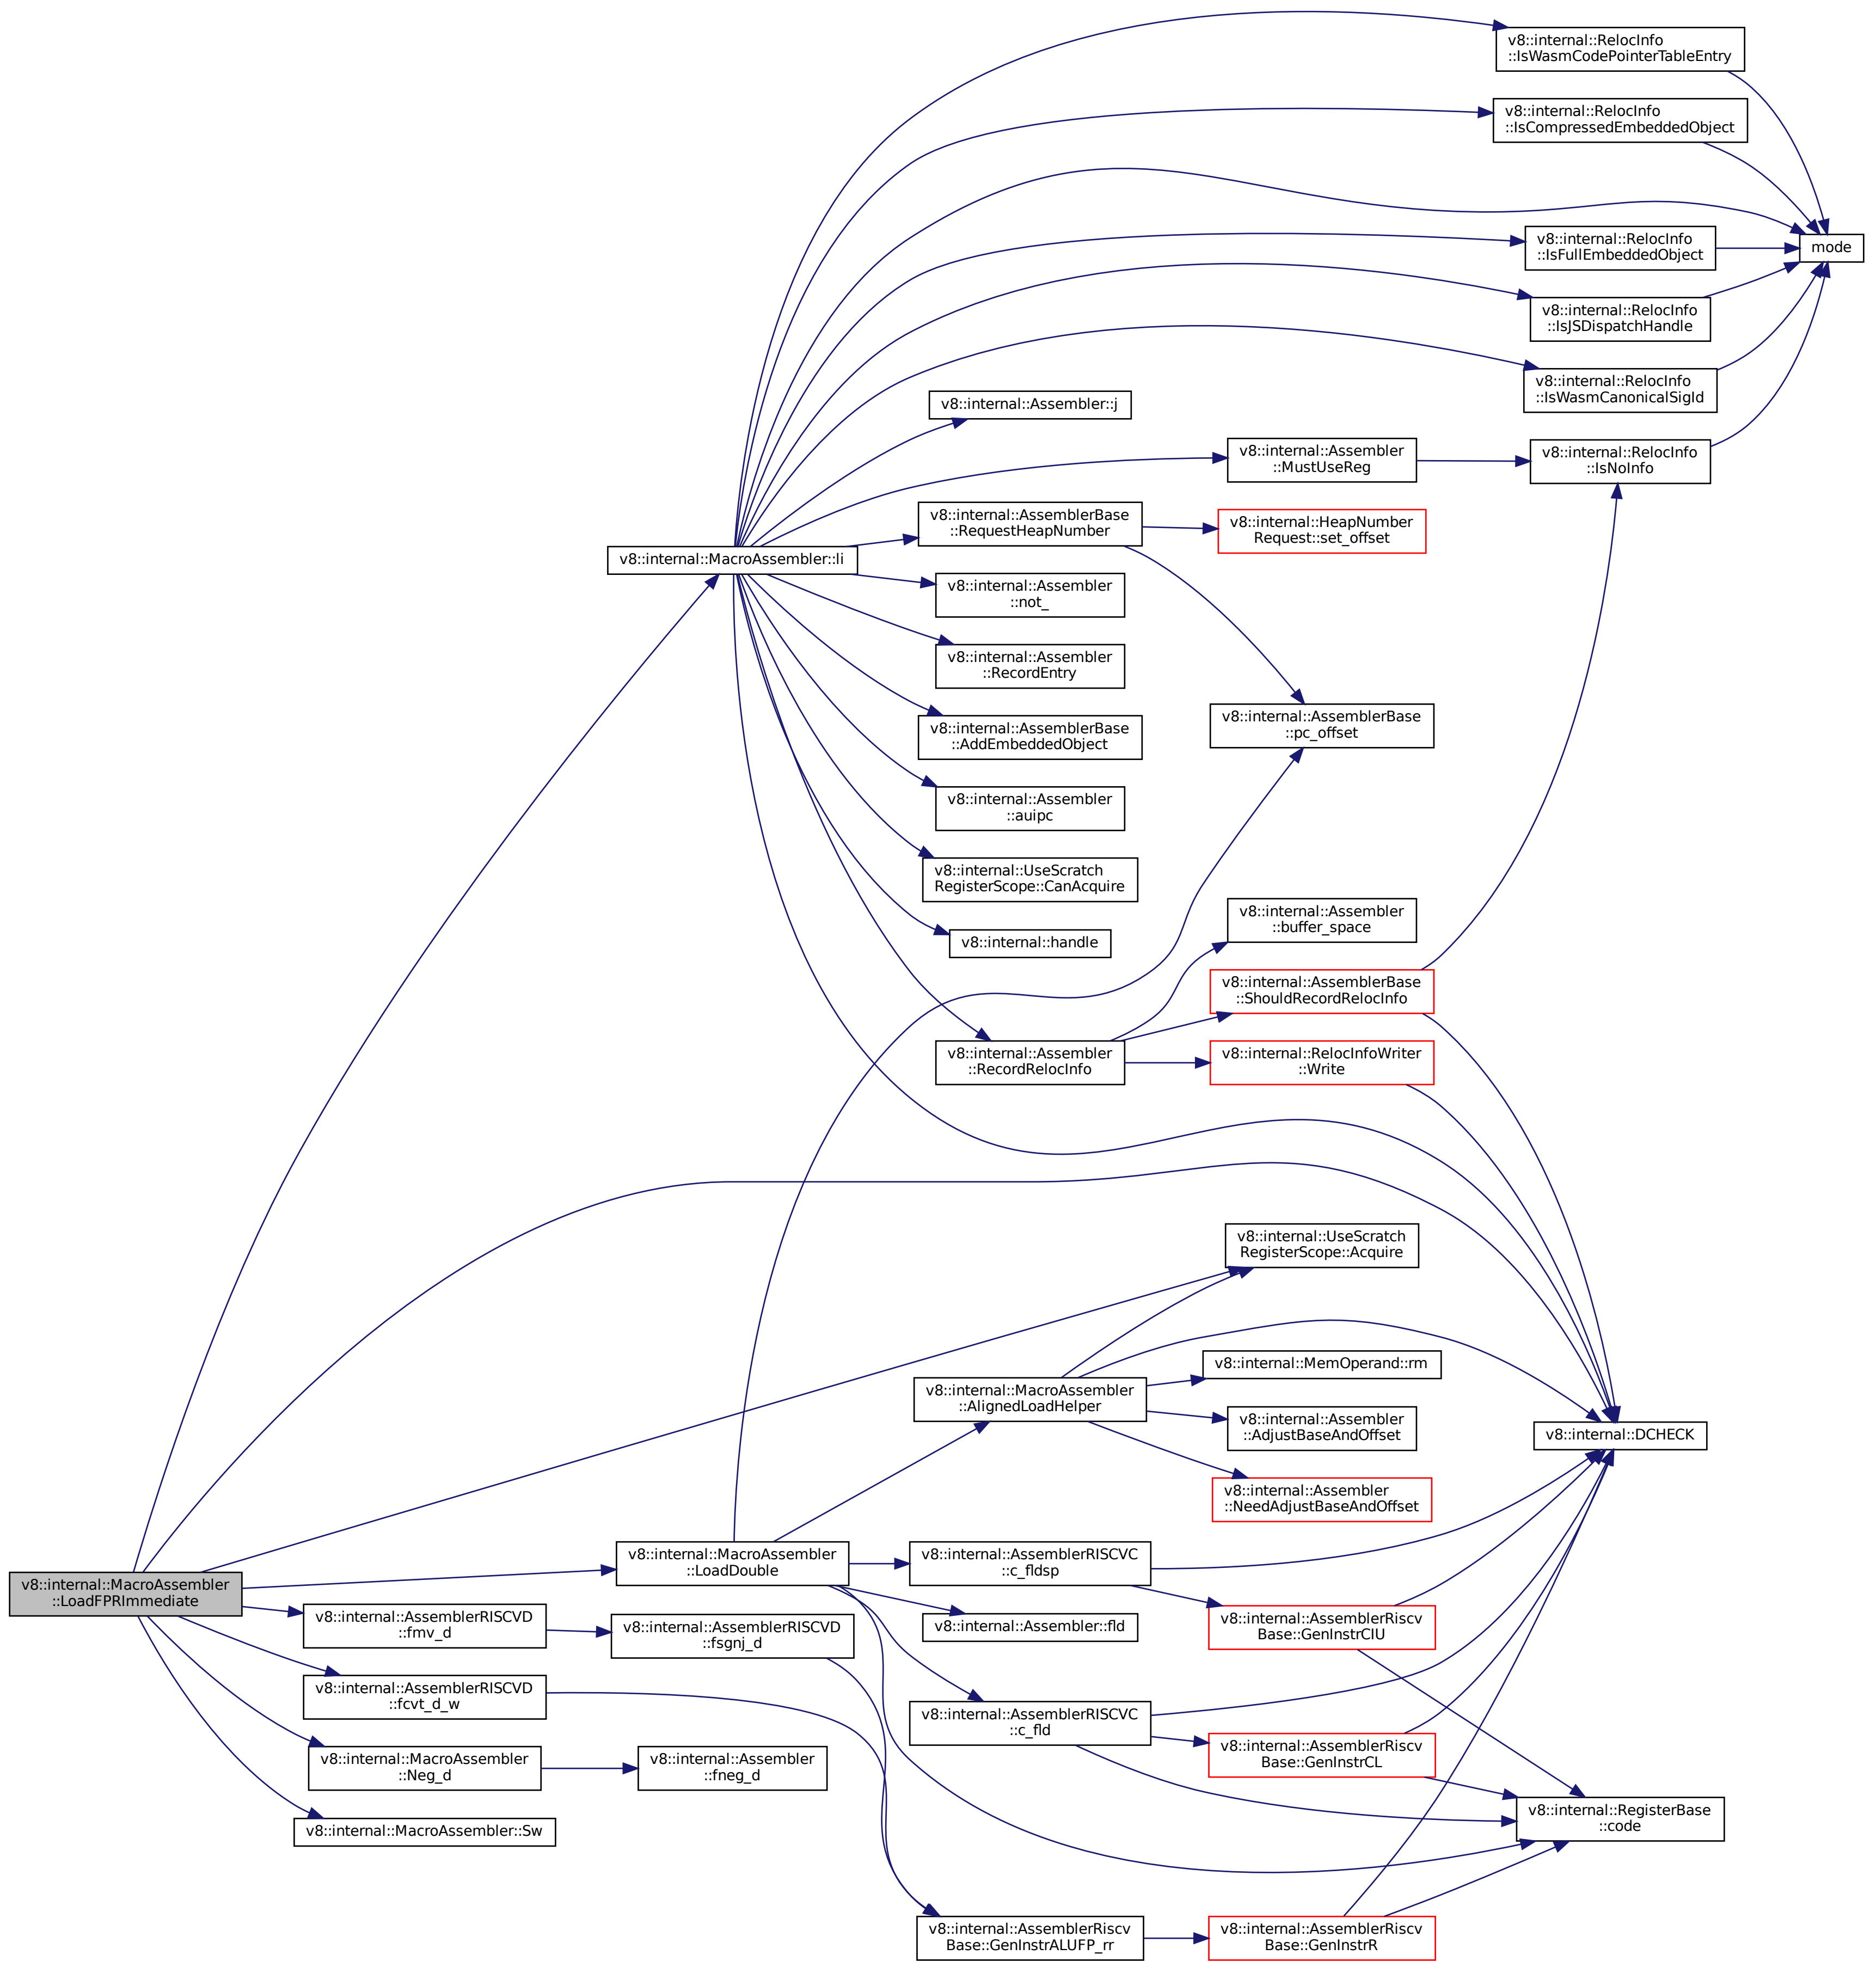 v8::internal::RelocInfo
::IsWasmCodePointerTableEntry
v8::internal::RelocInfo
::IsCompressedEmbeddedObject
mode
v8::internal::RelocInfo
::IsFullEmbeddedObject
v8::internal::RelocInfo
::IsJSDispatchHandle
v8::internal::RelocInfo
::IsWasmCanonicalSigId
v8::internal::Assembler::j
v8::internal::Assembler
::MustUseReg
v8::internal::RelocInfo
::IsNoInfo
v8::internal::AssemblerBase
::RequestHeapNumber
v8::internal::HeapNumber
Request::set_offset
v8::internal::MacroAssembler::li
v8::internal::Assembler
::not_
v8::internal::Assembler
::RecordEntry
v8::internal::AssemblerBase
::pc_offset
v8::internal::AssemblerBase
::AddEmbeddedObject
v8::internal::Assembler
::auipc
v8::internal::UseScratch
RegisterScope::CanAcquire
v8::internal::Assembler
::buffer_space
v8::internal::handle
v8::internal::AssemblerBase
::ShouldRecordRelocInfo
v8::internal::Assembler
::RecordRelocInfo
v8::internal::RelocInfoWriter
::Write
v8::internal::UseScratch
RegisterScope::Acquire
v8::internal::MemOperand::rm
v8::internal::MacroAssembler
::AlignedLoadHelper
v8::internal::Assembler
::AdjustBaseAndOffset
v8::internal::DCHECK
v8::internal::Assembler
::NeedAdjustBaseAndOffset
v8::internal::MacroAssembler
::LoadDouble
v8::internal::AssemblerRISCVC
::c_fldsp
v8::internal::MacroAssembler
::LoadFPRImmediate
v8::internal::AssemblerRISCVD
::fmv_d
v8::internal::AssemblerRISCVD
::fsgnj_d
v8::internal::Assembler::fld
v8::internal::AssemblerRiscv
Base::GenInstrCIU
v8::internal::AssemblerRISCVD
::fcvt_d_w
v8::internal::AssemblerRISCVC
::c_fld
v8::internal::AssemblerRiscv
Base::GenInstrCL
v8::internal::MacroAssembler
::Neg_d
v8::internal::Assembler
::fneg_d
v8::internal::RegisterBase
::code
v8::internal::MacroAssembler::Sw
v8::internal::AssemblerRiscv
Base::GenInstrALUFP_rr
v8::internal::AssemblerRiscv
Base::GenInstrR